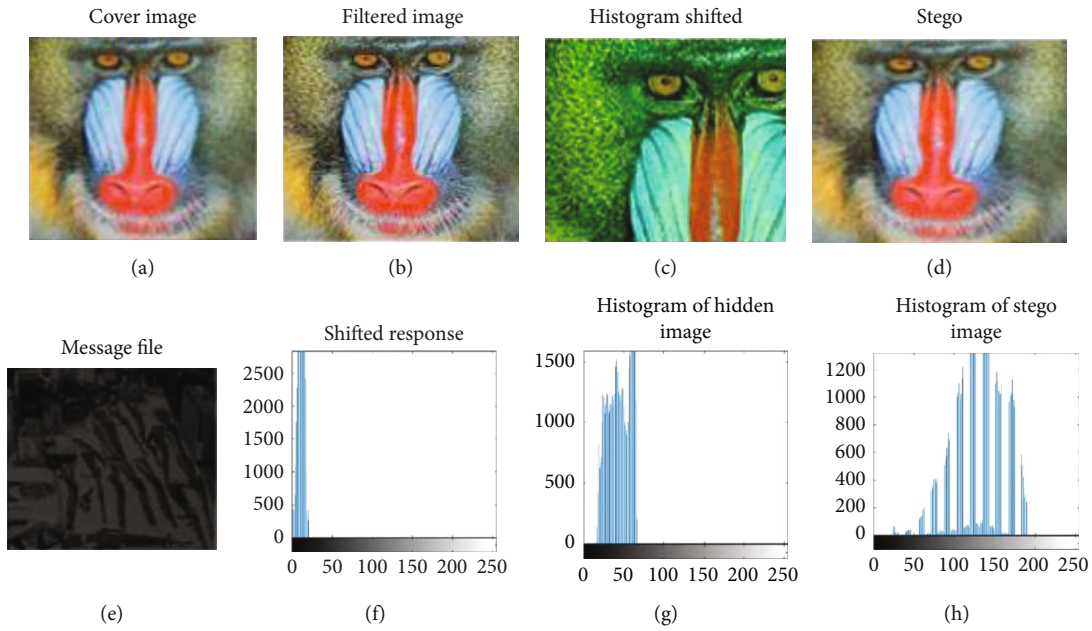 Cover image
Filtered image
Histogram shifted
Stego
(a)
(b)
(c)
(d)
Message file
(e)
Shifted response
2500
2000
1500
1000
500
0
0 50 100 150 200 250
(f)
Histogram of hidden
image
1500
1000
500
0
0 50 100 150 200 250
(g)
Histogram of stego
image
1200
1000
800
600
400
200
0
0 50 100 150 200 250
(h)